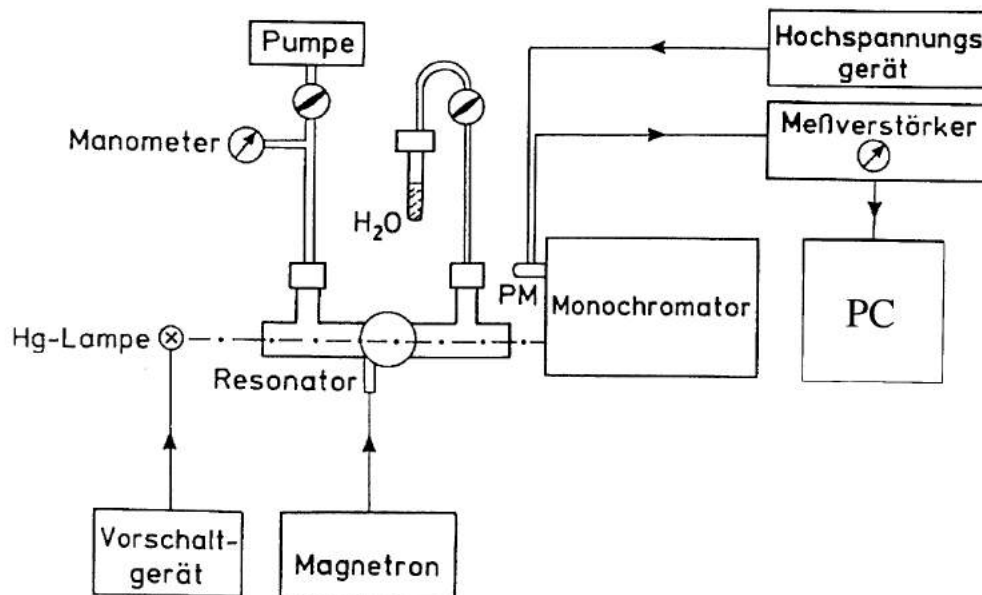 Pumpe
Hochspannungs
gerät
Meßverstärker
Manometer
H₂O
PM
Monochromator
PC
Hg-Lampe
Resonator
Vorschalt-
gerät
Magnetron